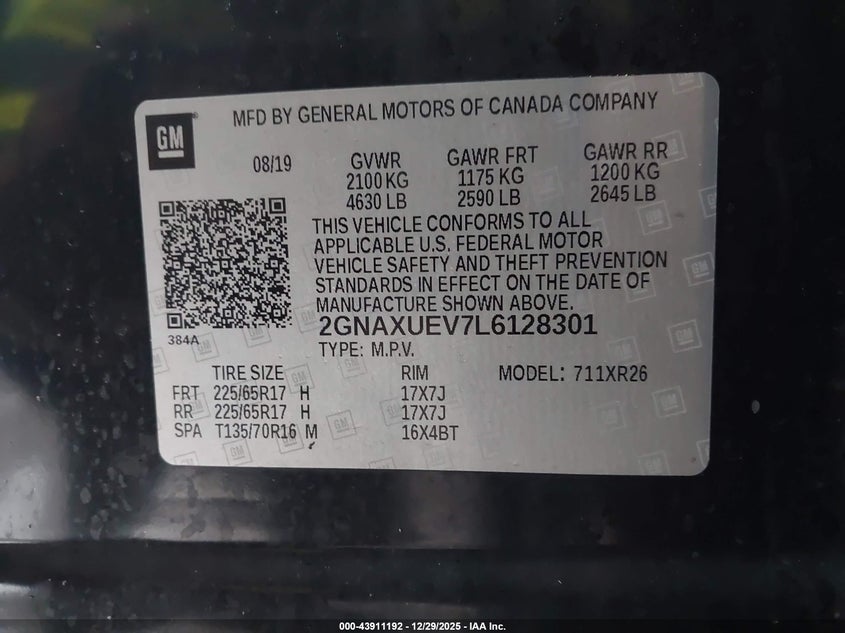 MFD BY GENERAL MOTORS OF CANADA COMPANY
GM
08/19 GVWR GAWR FRT GAWR RR
2100 KG 1175 KG 1200 KG
4630 LB 2590 LB 2645 LB
THIS VEHICLE CONFORMS TO ALL
APPLICABLE U.S. FEDERAL MOTOR
VEHICLE SAFETY AND THEFT PREVENTION
STANDARDS IN EFFECT ON THE DATE OF
MANUFACTURE SHOWN ABOVE.
384A
2GNAXUEV7L6128301
TYPE: M.P.V.
TIRE SIZE RIM MODEL: 711XR26
FRT 225/65R17 H 17X7J
RR 225/65R17 H 17X7J
SPA T135/70R16 M 16X4BT
000-43911192 - 12/29/2025 - IAA Inc.